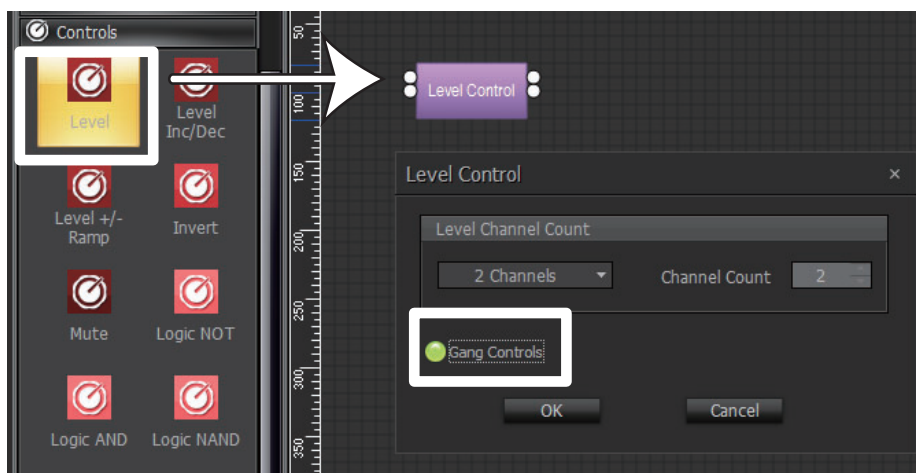 Controls
Level
Level
Inc/Dec
Level +/-
Ramp
Invert
Mute
Logic NOT
Logic AND
Logic NAND
50
100
150
200
250
300
350
Level Control
Level Control
×
Level Channel Count
2 Channels
Channel Count
2
Gang Controls
OK
Cancel